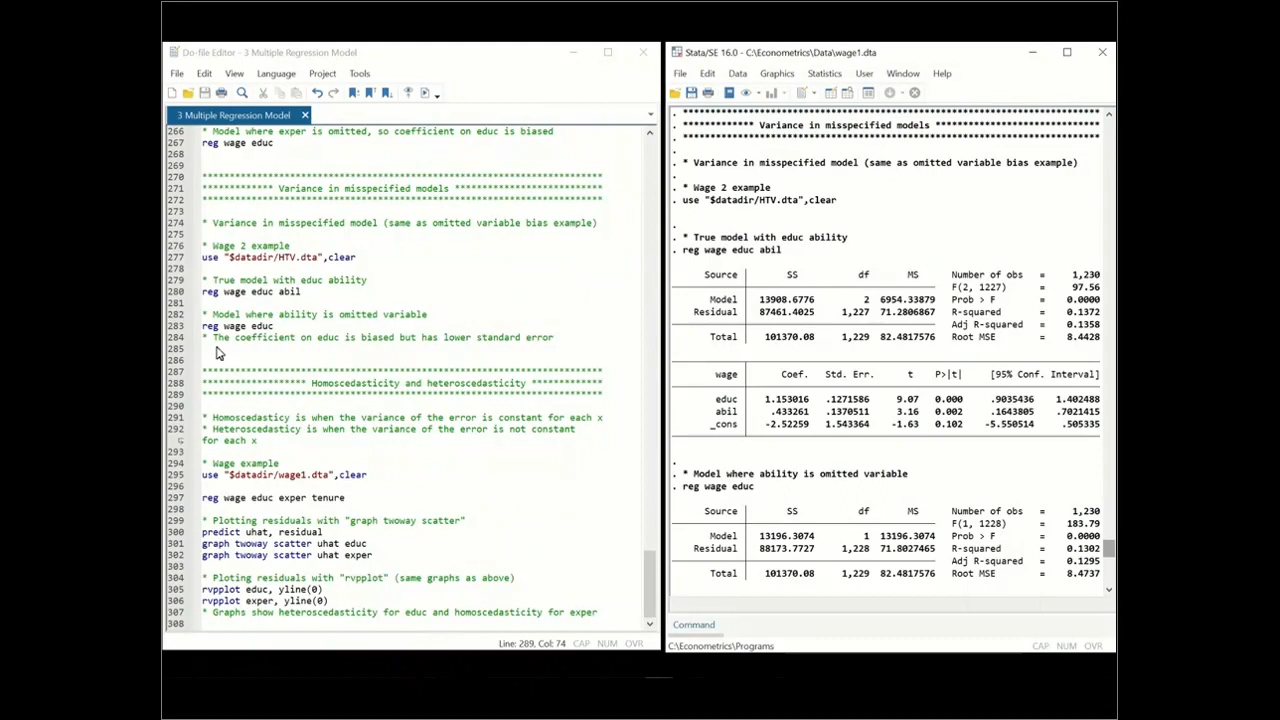 Do-file Editor - 3 Multiple Regression Model
File Edit View Language Project Tools
3 Multiple Regression Model
266 * Model where exper is omitted, so coefficient on educ is biased
267 reg wage educ
268
269
270 ****************************************************************
271 ************ Variance in misspecified models *******************
272 ****************************************************************
273
274 * Variance in misspecified model (same as omitted variable bias example)
275
276 * Wage 2 example
277 use "$datadir/HTV.dta",clear
278
279 * True model with educ ability
280 reg wage educ abil
281
282 * Model where ability is omitted variable
283 reg wage educ
284 * The coefficient on educ is biased but has lower standard error
285
286
287 ****************************************************************
288 ************ Homoscedasticity and heteroscedasticity ************
289 ****************************************************************
290
291 * Homoscedasticy is when the variance of the error is constant for each x
292 * Heteroscedasticy is when the variance of the error is not constant
for each x
293
294 * Wage example
295 use "$datadir/wage1.dta",clear
296
297 reg wage educ exper tenure
298
299 * Plotting residuals with "graph twoway scatter"
300 predict uhat, residual
301 graph twoway scatter uhat educ
302 graph twoway scatter uhat exper
303
304 * Ploting residuals with "rvpplot" (same graphs as above)
305 rvpplot educ, yline(0)
306 rvpplot exper, yline(0)
307 * Graphs show heteroscedasticity for educ and homoscedasticity for exper
308
Line: 289, Col: 74 CAP NUM OVR
Stata/SE 16.0 - C:\Econometrics\Data\wage1.dta
File Edit Data Graphics Statistics User Window Help
. ****************************************************************
. ************ Variance in misspecified models *******************
. ****************************************************************
.
. * Variance in misspecified model (same as omitted variable bias example)
.
. * Wage 2 example
. use "$datadir/HTV.dta",clear
.
. * True model with educ ability
. reg wage educ abil
Source SS df MS Number of obs = 1,230
F(2, 1227) = 97.56
Model 13908.6776 2 6954.33879 Prob > F = 0.0000
Residual 87461.4025 1,227 71.2806867 R-squared = 0.1372
Adj R-squared = 0.1358
Total 101370.08 1,229 82.4817576 Root MSE = 8.4428
wage Coef. Std. Err. t P>|t| [95% Conf. Interval]
educ 1.153016 .1271586 9.07 0.000 .9035436 1.402488
abil .433261 .1370511 3.16 0.002 .1643805 .7021415
_cons -2.52259 1.543364 -1.63 0.102 -5.550514 .505335
.
. * Model where ability is omitted variable
. reg wage educ
Source SS df MS Number of obs = 1,230
F(1, 1228) = 183.79
Model 13196.3074 1 13196.3074 Prob > F = 0.0000
Residual 88173.7727 1,228 71.8027465 R-squared = 0.1302
Adj R-squared = 0.1295
Total 101370.08 1,229 82.4817576 Root MSE = 8.4737
Command
C:\Econometrics\Programs CAP NUM OVR